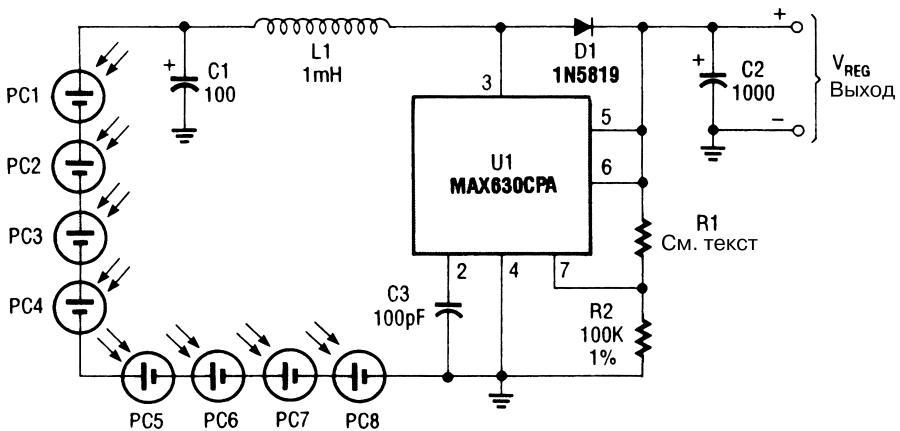 +
C1
100
L1
1mH
D1
1N5819
+
C2
1000
+
VREG
Выход
−
PC1
PC2
PC3
PC4
3
5
6
U1
MAX630CPA
2
4
7
R1
См. текст
C3
100pF
R2
100K
1%
PC5
PC6
PC7
PC8